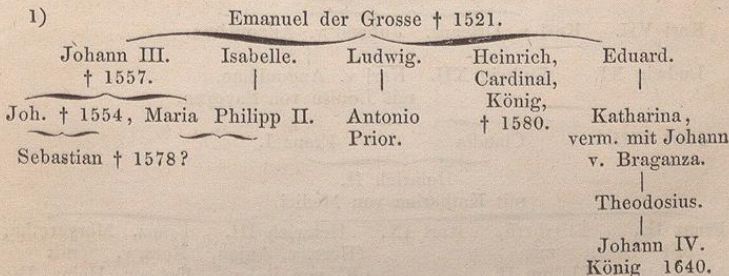 1) Emanuel der Grosse † 1521.
Johann III. Isabelle. Ludwig. Heinrich, Eduard.
† 1557. Cardinal,
König,
Joh. † 1554, Maria Philipp II. Antonio † 1580. Katharina,
Prior. verm. mit Johann
Sebastian † 1578? v. Braganza.
Theodosius.
Johann IV.
König 1640.